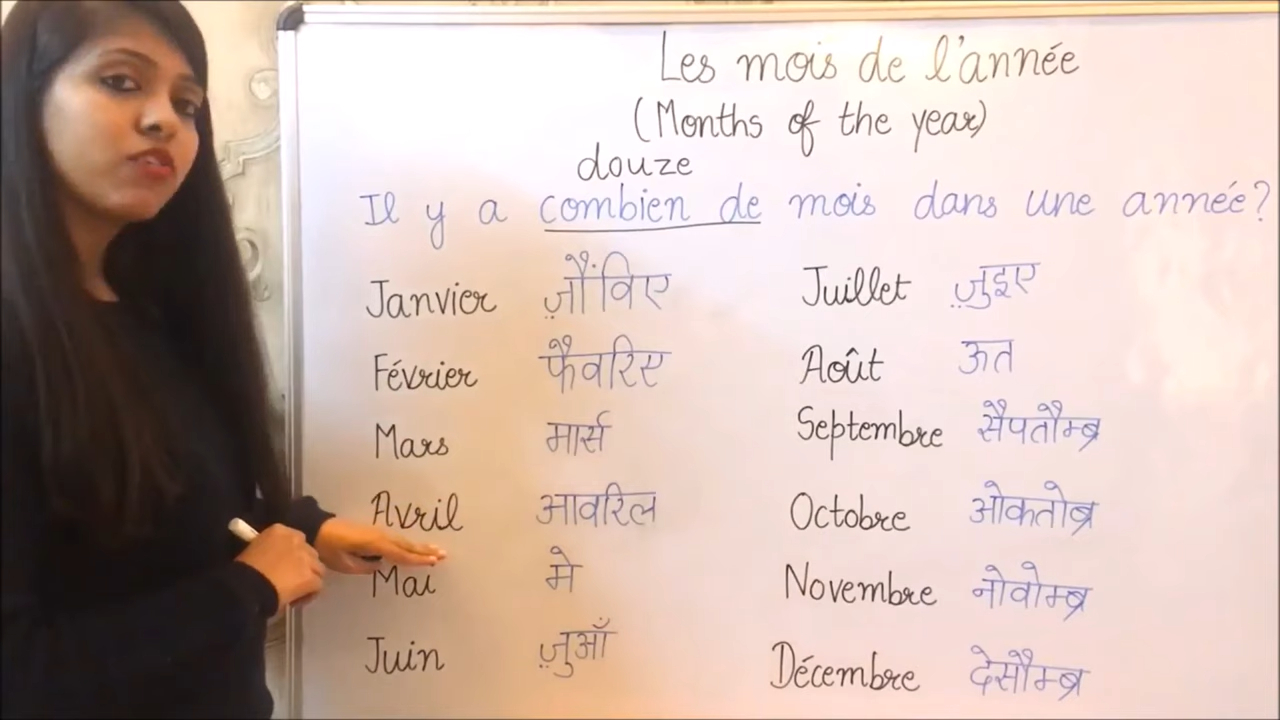 Les mois de l'année
(Months of the year)
douze
Il y a combien de mois dans une année?
Janvier ज़ौंविए
Février फैवरिए
Mars मार्स
Avril आवरिल
Mai मे
Juin ज़ुआँ
Juillet ज़ुइए
Août ऊत
Septembre सैपतौम्ब्र
Octobre ओकतोब्र
Novembre नोवोम्ब्र
Décembre देसौम्ब्र